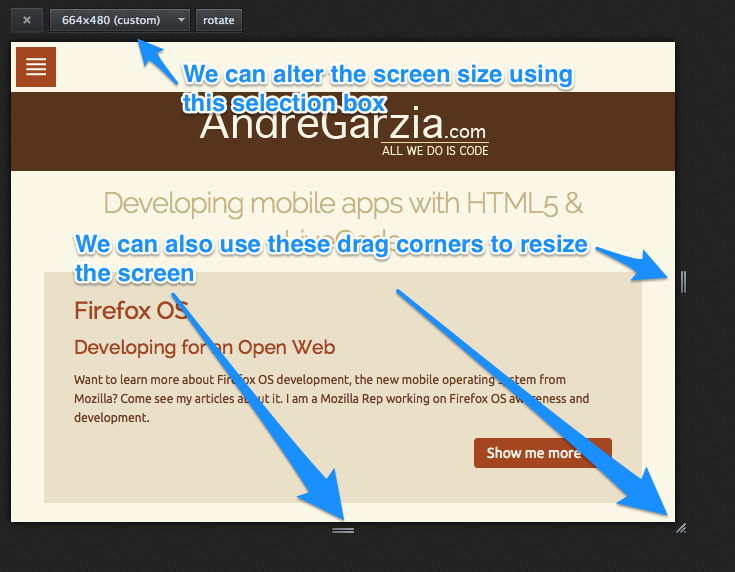 664x480 (custom)
rotate
We can alter the screen size using
this selection box
AndreGarzia.com
ALL WE DO IS CODE
Developing mobile apps with HTML5 &
LiveCode
We can also use these drag corners to resize
the screen
Firefox OS
Developing for an Open Web
Want to learn more about Firefox OS development, the new mobile operating system from
Mozilla? Come see my articles about it. I am a Mozilla Rep working on Firefox OS awareness and
development.
Show me more